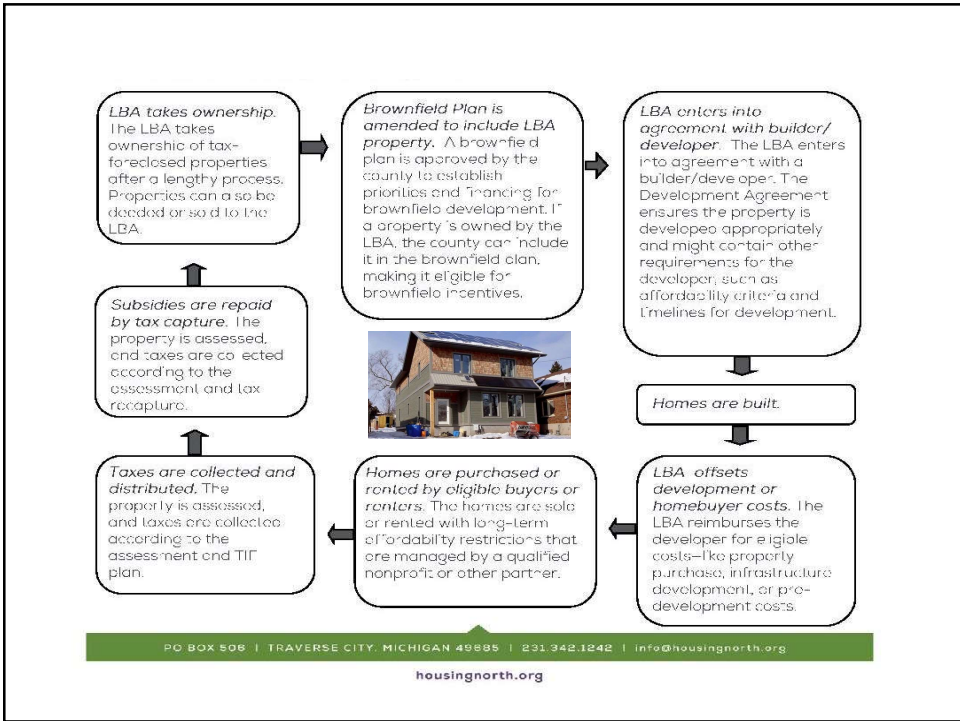 LBA takes ownership.
The LBA takes
ownership of tax-
foreclosed properties
after a lengthy process.
Properties can also be
deeded or sold to the
LBA.
Brownfield Plan is
amended to include LBA
property. A brownfield
plan is approved by the
county to establish
priorities and financing for
brownfield development. If
a property is owned by the
LBA, the county can include
it in the brownfield plan,
making it eligible for
brownfield incentives.
LBA enters into
agreement with builder/
developer. The LBA enters
into agreement with a
builder/developer. The
Development Agreement
ensures the property is
developed appropriately
and might contain other
requirements for the
developer, such as
affordability criteria and
timelines for development.
Homes are built.
LBA offsets
development or
homebuyer costs. The
LBA reimburses the
developer for eligible
costs—like property
purchase, infrastructure
development, or pre-
development costs.
Homes are purchased or
rented by eligible buyers or
renters. The homes are sold
or rented with long-term
affordability restrictions that
are managed by a qualified
nonprofit or other partner.
Taxes are collected and
distributed. The
property is assessed,
and taxes are collected
according to the
assessment and TIF
plan.
Subsidies are repaid
by tax capture. The
property is assessed,
and taxes are collected
according to the
assessment and tax
recapture.
PO BOX 506 | TRAVERSE CITY, MICHIGAN 49685 | 231.342.1242 | info@housingnorth.org
housingnorth.org